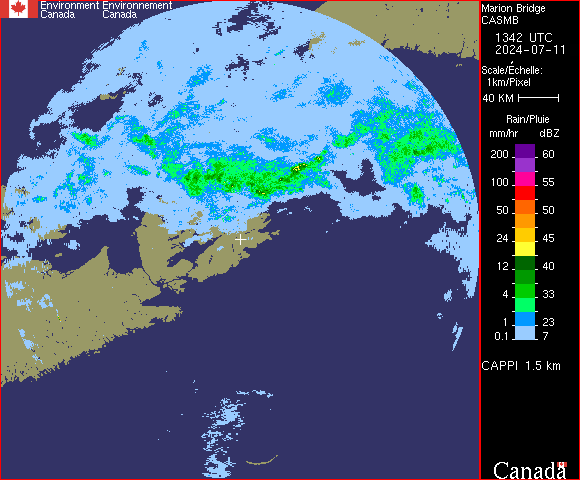 Environment Environnement
Canada Canada
Marion Bridge
CASMB
1342 UTC
2024-07-11
Scale/Échelle:
1km/Pixel
40 KM
Rain/Pluie
mm/hr dBZ
200 60
100 55
50 50
24 45
12 40
4 33
1 23
0.1 7
CAPPI 1.5 km
Canada